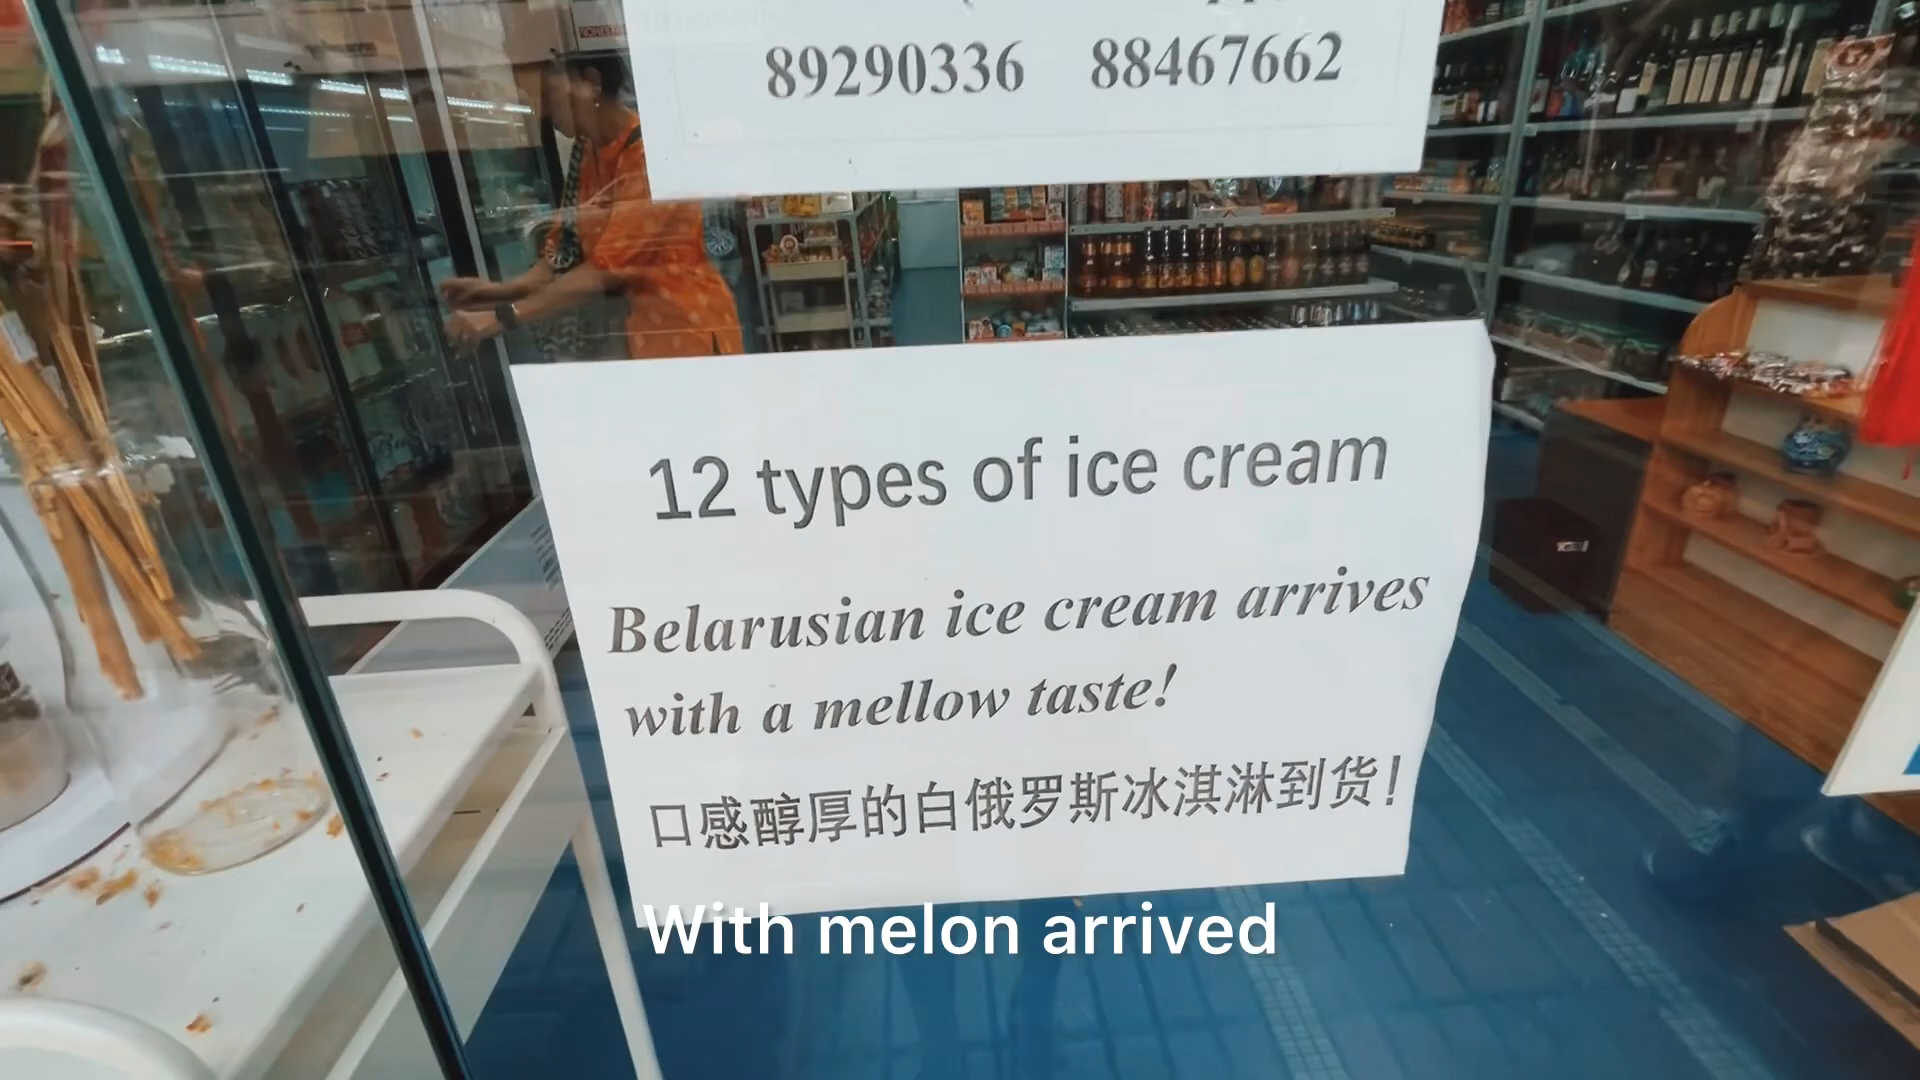 89290336 88467662
12 types of ice cream
Belarusian ice cream arrives
with a mellow taste!
口感醇厚的白俄罗斯冰淇淋到货!
With melon arrived